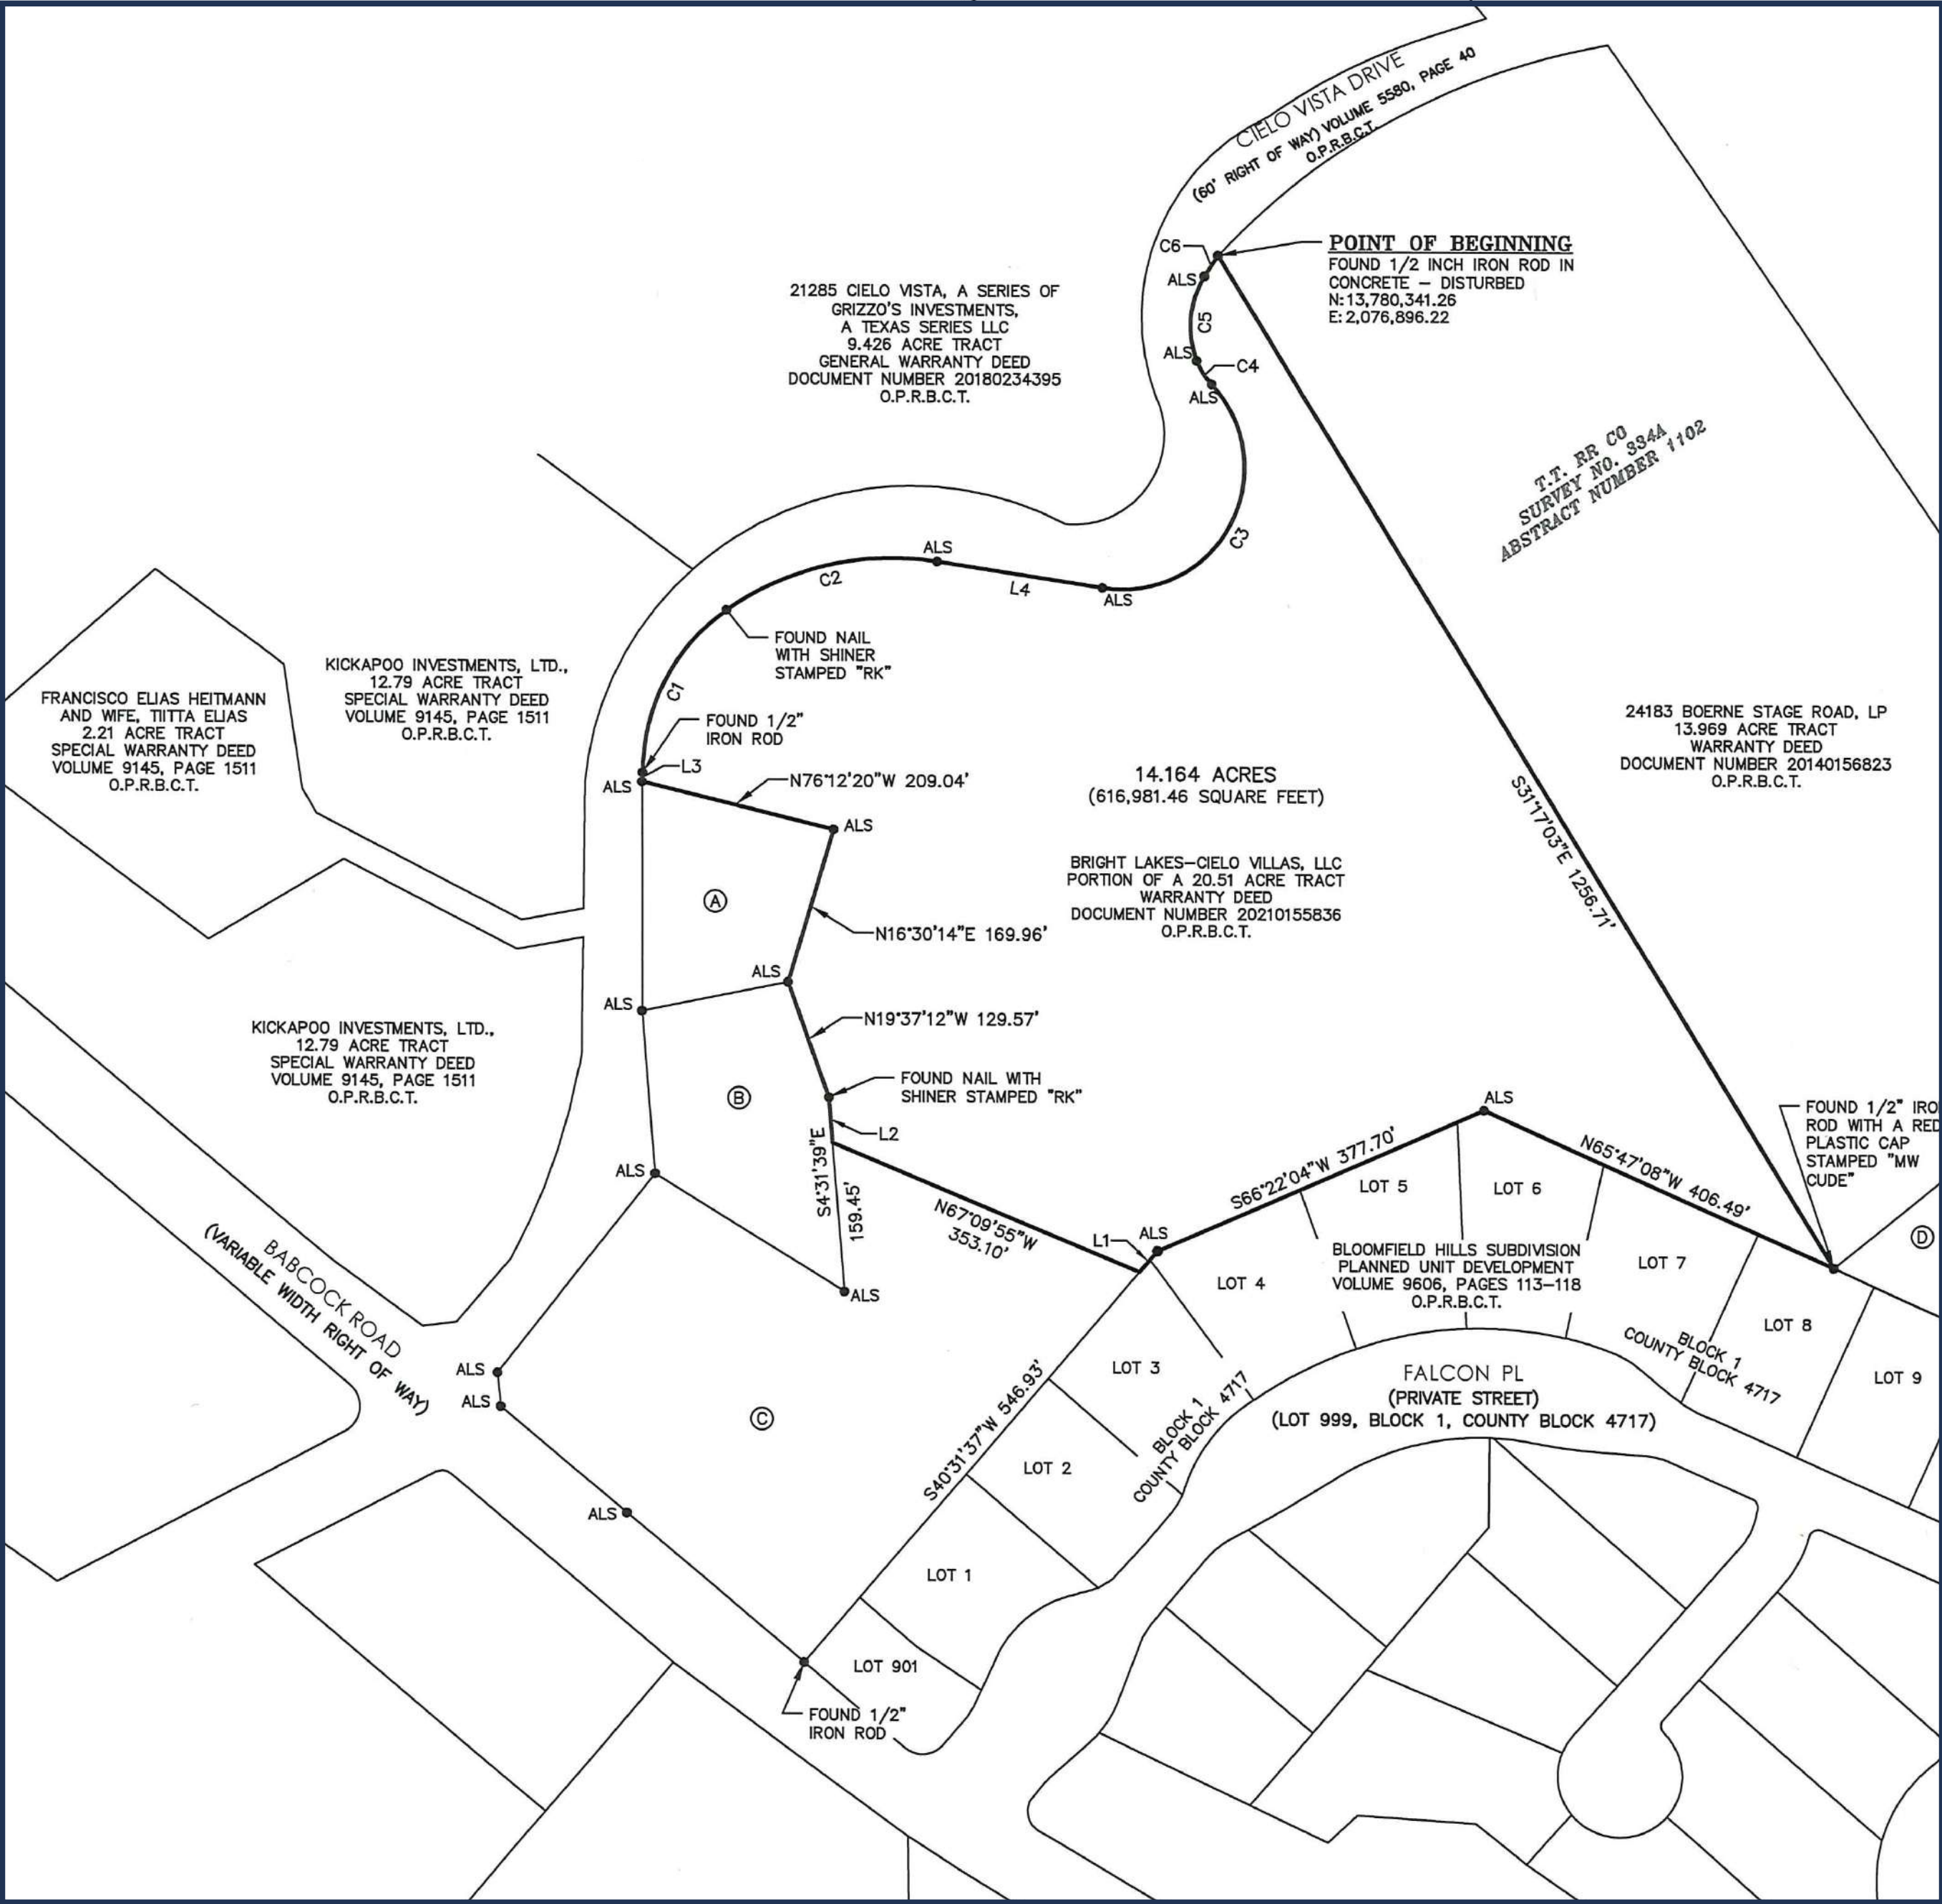 CIELO VISTA DRIVE
(60' RIGHT OF WAY) VOLUME 5580, PAGE 40
O.P.R.B.C.T.
C6
POINT OF BEGINNING
FOUND 1/2 INCH IRON ROD IN
CONCRETE – DISTURBED
N:13,780,341.26
E:2,076,896.22
ALS
C5
ALS
C4
ALS
21285 CIELO VISTA, A SERIES OF
GRIZZO'S INVESTMENTS,
A TEXAS SERIES LLC
9.426 ACRE TRACT
GENERAL WARRANTY DEED
DOCUMENT NUMBER 20180234395
O.P.R.B.C.T.
T.T. RR CO
SURVEY NO. 334A
ABSTRACT NUMBER 1102
C3
ALS
C2
L4
ALS
FOUND NAIL
WITH SHINER
STAMPED "RK"
C1
FOUND 1/2"
IRON ROD
L3
ALS
N76°12'20"W 209.04'
ALS
KICKAPOO INVESTMENTS, LTD.,
12.79 ACRE TRACT
SPECIAL WARRANTY DEED
VOLUME 9145, PAGE 1511
O.P.R.B.C.T.
FRANCISCO ELIAS HEITMANN
AND WIFE, TIITTA ELIAS
2.21 ACRE TRACT
SPECIAL WARRANTY DEED
VOLUME 9145, PAGE 1511
O.P.R.B.C.T.
24183 BOERNE STAGE ROAD, LP
13.969 ACRE TRACT
WARRANTY DEED
DOCUMENT NUMBER 20140156823
O.P.R.B.C.T.
S31°17'03"E 1256.71'
14.164 ACRES
(616,981.46 SQUARE FEET)
BRIGHT LAKES–CIELO VILLAS, LLC
PORTION OF A 20.51 ACRE TRACT
WARRANTY DEED
DOCUMENT NUMBER 20210155836
O.P.R.B.C.T.
A
N16°30'14"E 169.96'
ALS
ALS
N19°37'12"W 129.57'
KICKAPOO INVESTMENTS, LTD.,
12.79 ACRE TRACT
SPECIAL WARRANTY DEED
VOLUME 9145, PAGE 1511
O.P.R.B.C.T.
B
FOUND NAIL WITH
SHINER STAMPED "RK"
L2
S4°31'39"E
159.45'
ALS
ALS
N67°09'55"W
353.10'
L1
ALS
S66°22'04"W 377.70'
ALS
N65°47'08"W 406.49'
FOUND 1/2" IRO
ROD WITH A RED
PLASTIC CAP
STAMPED "MW
CUDE"
D
LOT 5
LOT 6
BLOOMFIELD HILLS SUBDIVISION
PLANNED UNIT DEVELOPMENT
VOLUME 9606, PAGES 113–118
O.P.R.B.C.T.
LOT 4
LOT 7
LOT 8
LOT 9
BLOCK 1
COUNTY BLOCK 4717
BABCOCK ROAD
(VARIABLE WIDTH RIGHT OF WAY)
ALS
ALS
C
ALS
S40°31'37"W 546.93'
LOT 3
BLOCK 1
COUNTY BLOCK 4717
FALCON PL
(PRIVATE STREET)
(LOT 999, BLOCK 1, COUNTY BLOCK 4717)
LOT 2
LOT 1
LOT 901
FOUND 1/2"
IRON ROD